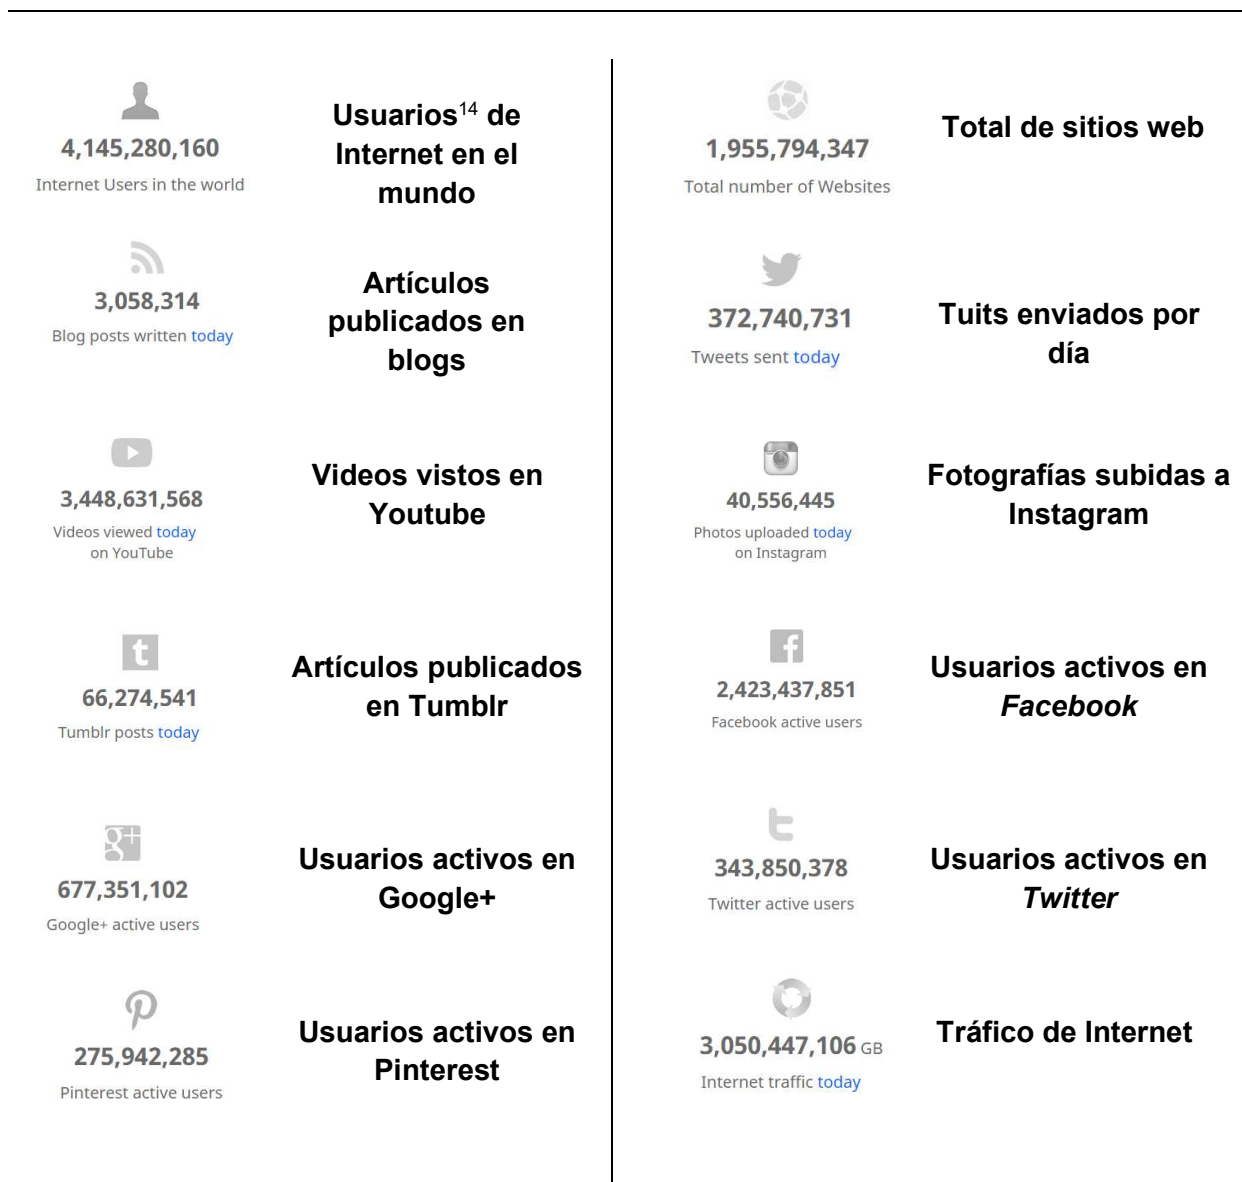 4,145,280,160
Internet Users in the world
Usuarios14 de
Internet en el
mundo
3,058,314
Blog posts written today
Artículos
publicados en
blogs
3,448,631,568
Videos viewed today
on YouTube
Videos vistos en
Youtube
66,274,541
Tumblr posts today
Artículos publicados
en Tumblr
677,351,102
Google+ active users
Usuarios activos en
Google+
275,942,285
Pinterest active users
Usuarios activos en
Pinterest
1,955,794,347
Total number of Websites
Total de sitios web
372,740,731
Tweets sent today
Tuits enviados por
día
40,556,445
Photos uploaded today
on Instagram
Fotografías subidas a
Instagram
2,423,437,851
Facebook active users
Usuarios activos en
Facebook
343,850,378
Twitter active users
Usuarios activos en
Twitter
3,050,447,106 GB
Internet traffic today
Tráfico de Internet